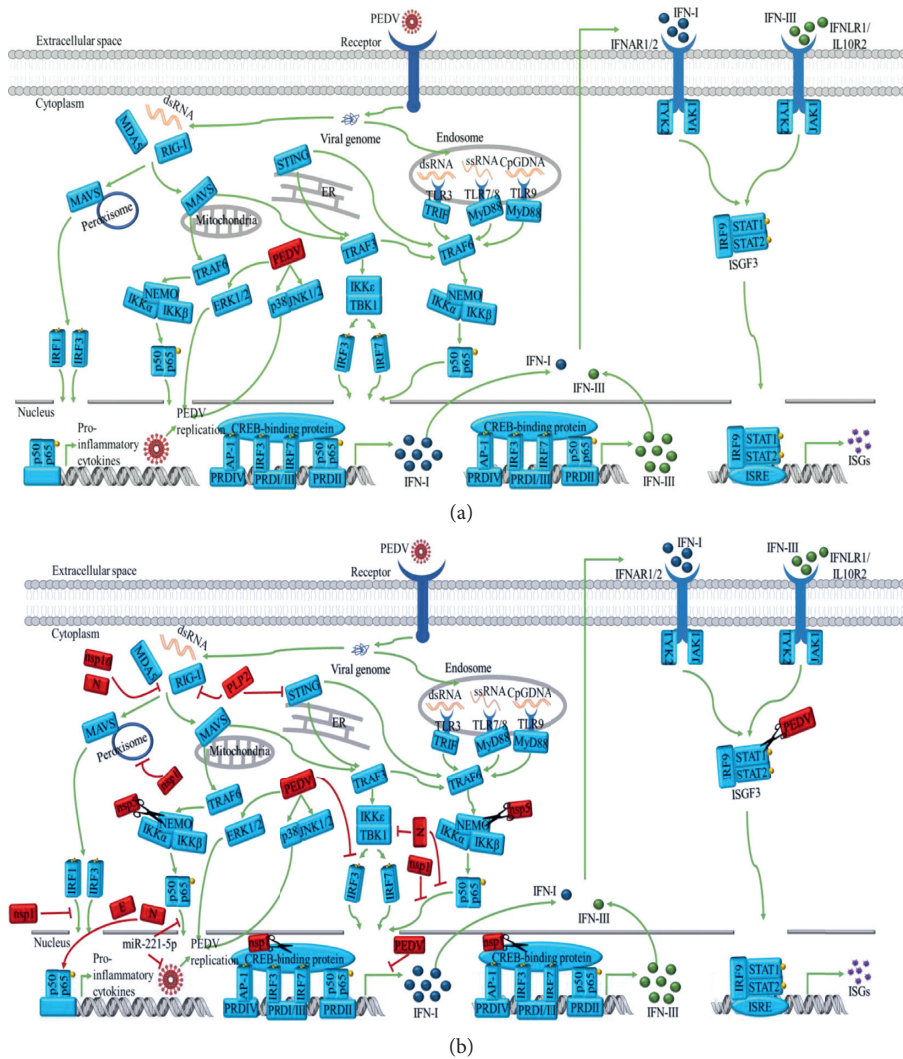 PEDV
IFN-I
IFN-III
IFNLR1/
IL10R2
Extracellular space
Receptor
IFNAR1/2
Cytoplasm
TYK2
JAK1
TYK2
JAK1
dsRNA
MDA5
RIG-I
Viral genome
Endosome
STING
dsRNA
ssRNA
CpGDNA
MAVS
Peroxisome
MAVS
ER
TLR3
TLR7/8
TLR9
Mitochondria
TRIF
MyD88
MyD88
IRF9
STAT1
STAT2
ISGF3
TRAF6
PEDV
TRAF3
TRAF6
NEMO
IKKα
IKKβ
ERK1/2
p38
JNK1/2
IKKε
TBK1
NEMO
IKKα
IKKβ
IRF1
IRF3
p50
p65
IRF3
IRF7
p50
p65
IFN-I
IFN-III
Nucleus
PEDV
replication
Pro-
inflammatory
cytokines
p50
p65
CREB-binding protein
AP-1
IRF3
IRF7
p50
p65
PRDIV
PRDI/III
PRDII
IFN-I
CREB-binding protein
AP-1
IRF3
IRF7
p50
p65
PRDIV
PRDI/III
PRDII
IFN-III
IRF9
STAT1
STAT2
ISRE
ISGs
(a)
PEDV
IFN-I
IFN-III
IFNLR1/
IL10R2
Extracellular space
Receptor
IFNAR1/2
Cytoplasm
TYK2
JAK1
TYK2
JAK1
dsRNA
nsp16
N
MDA5
RIG-I
PLP2
Viral genome
Endosome
STING
dsRNA
ssRNA
CpGDNA
MAVS
Peroxisome
MAVS
ER
TLR3
TLR7/8
TLR9
Mitochondria
TRIF
MyD88
MyD88
nsp1
PEDV
IRF9
STAT1
STAT2
ISGF3
TRAF6
PEDV
TRAF3
TRAF6
nsp5
NEMO
IKKα
IKKβ
ERK1/2
p38
JNK1/2
IKKε
TBK1
N
NEMO
nsp5
IKKα
IKKβ
nsp1
IRF1
IRF3
p50
p65
IRF3
IRF7
p50
p65
IFN-I
IFN-III
nsp1
E
N
Nucleus
miR-221-5p
PEDV
replication
Pro-
inflammatory
cytokines
p50
p65
nsp1
CREB-binding protein
PEDV
AP-1
IRF3
IRF7
p50
p65
PRDIV
PRDI/III
PRDII
IFN-I
nsp1
CREB-binding protein
AP-1
IRF3
IRF7
p50
p65
PRDIV
PRDI/III
PRDII
IFN-III
IRF9
STAT1
STAT2
ISRE
ISGs
(b)